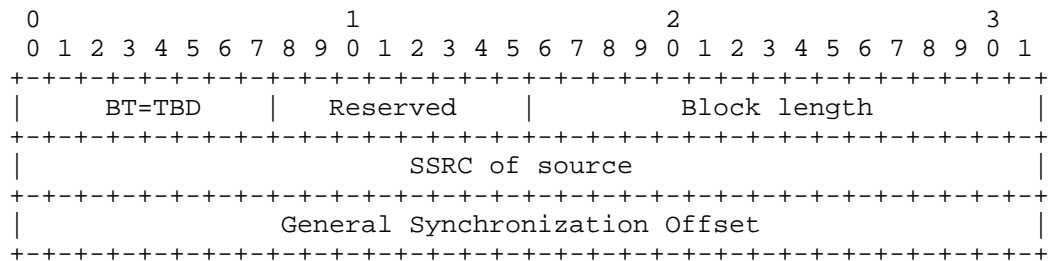 0                   1                   2                   3
 0 1 2 3 4 5 6 7 8 9 0 1 2 3 4 5 6 7 8 9 0 1 2 3 4 5 6 7 8 9 0 1
+-+-+-+-+-+-+-+-+-+-+-+-+-+-+-+-+-+-+-+-+-+-+-+-+-+-+-+-+-+-+-+-+
|     BT=TBD    |   Reserved    |         Block length          |
+-+-+-+-+-+-+-+-+-+-+-+-+-+-+-+-+-+-+-+-+-+-+-+-+-+-+-+-+-+-+-+-+
|                        SSRC of source                         |
+-+-+-+-+-+-+-+-+-+-+-+-+-+-+-+-+-+-+-+-+-+-+-+-+-+-+-+-+-+-+-+-+
|                General Synchronization Offset                 |
+-+-+-+-+-+-+-+-+-+-+-+-+-+-+-+-+-+-+-+-+-+-+-+-+-+-+-+-+-+-+-+-+